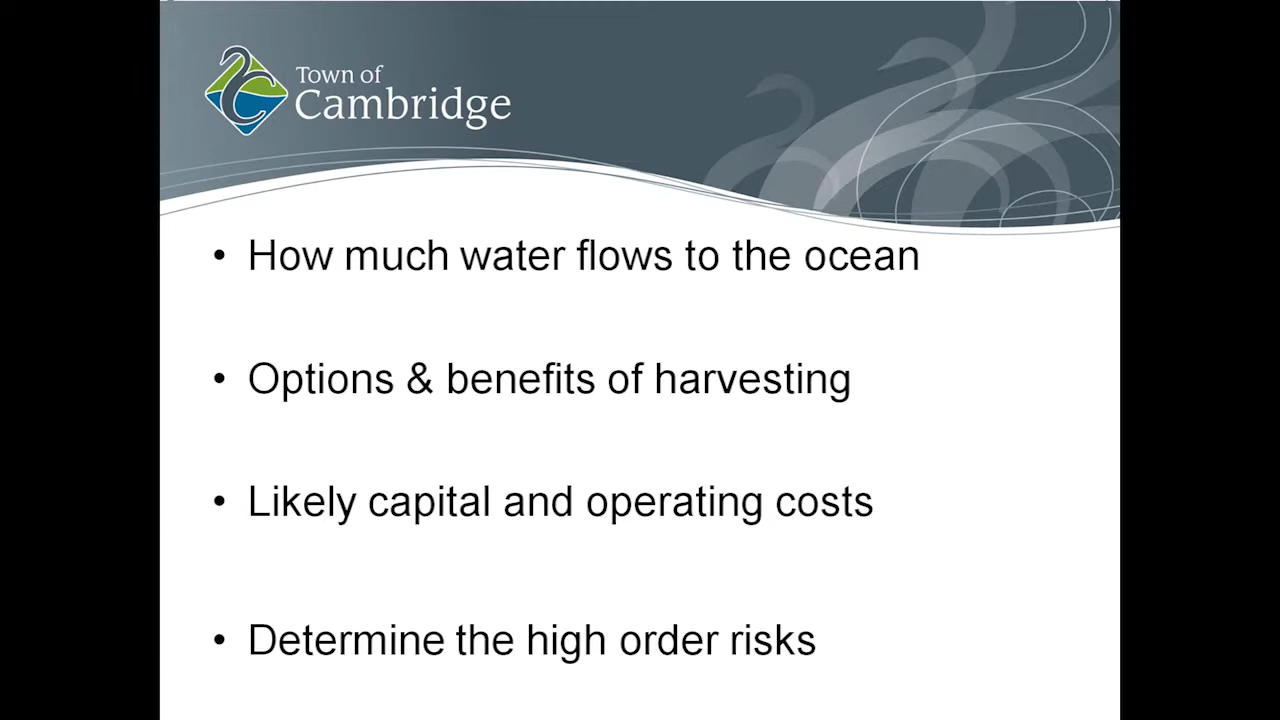 Town of
Cambridge
• How much water flows to the ocean
• Options & benefits of harvesting
• Likely capital and operating costs
• Determine the high order risks